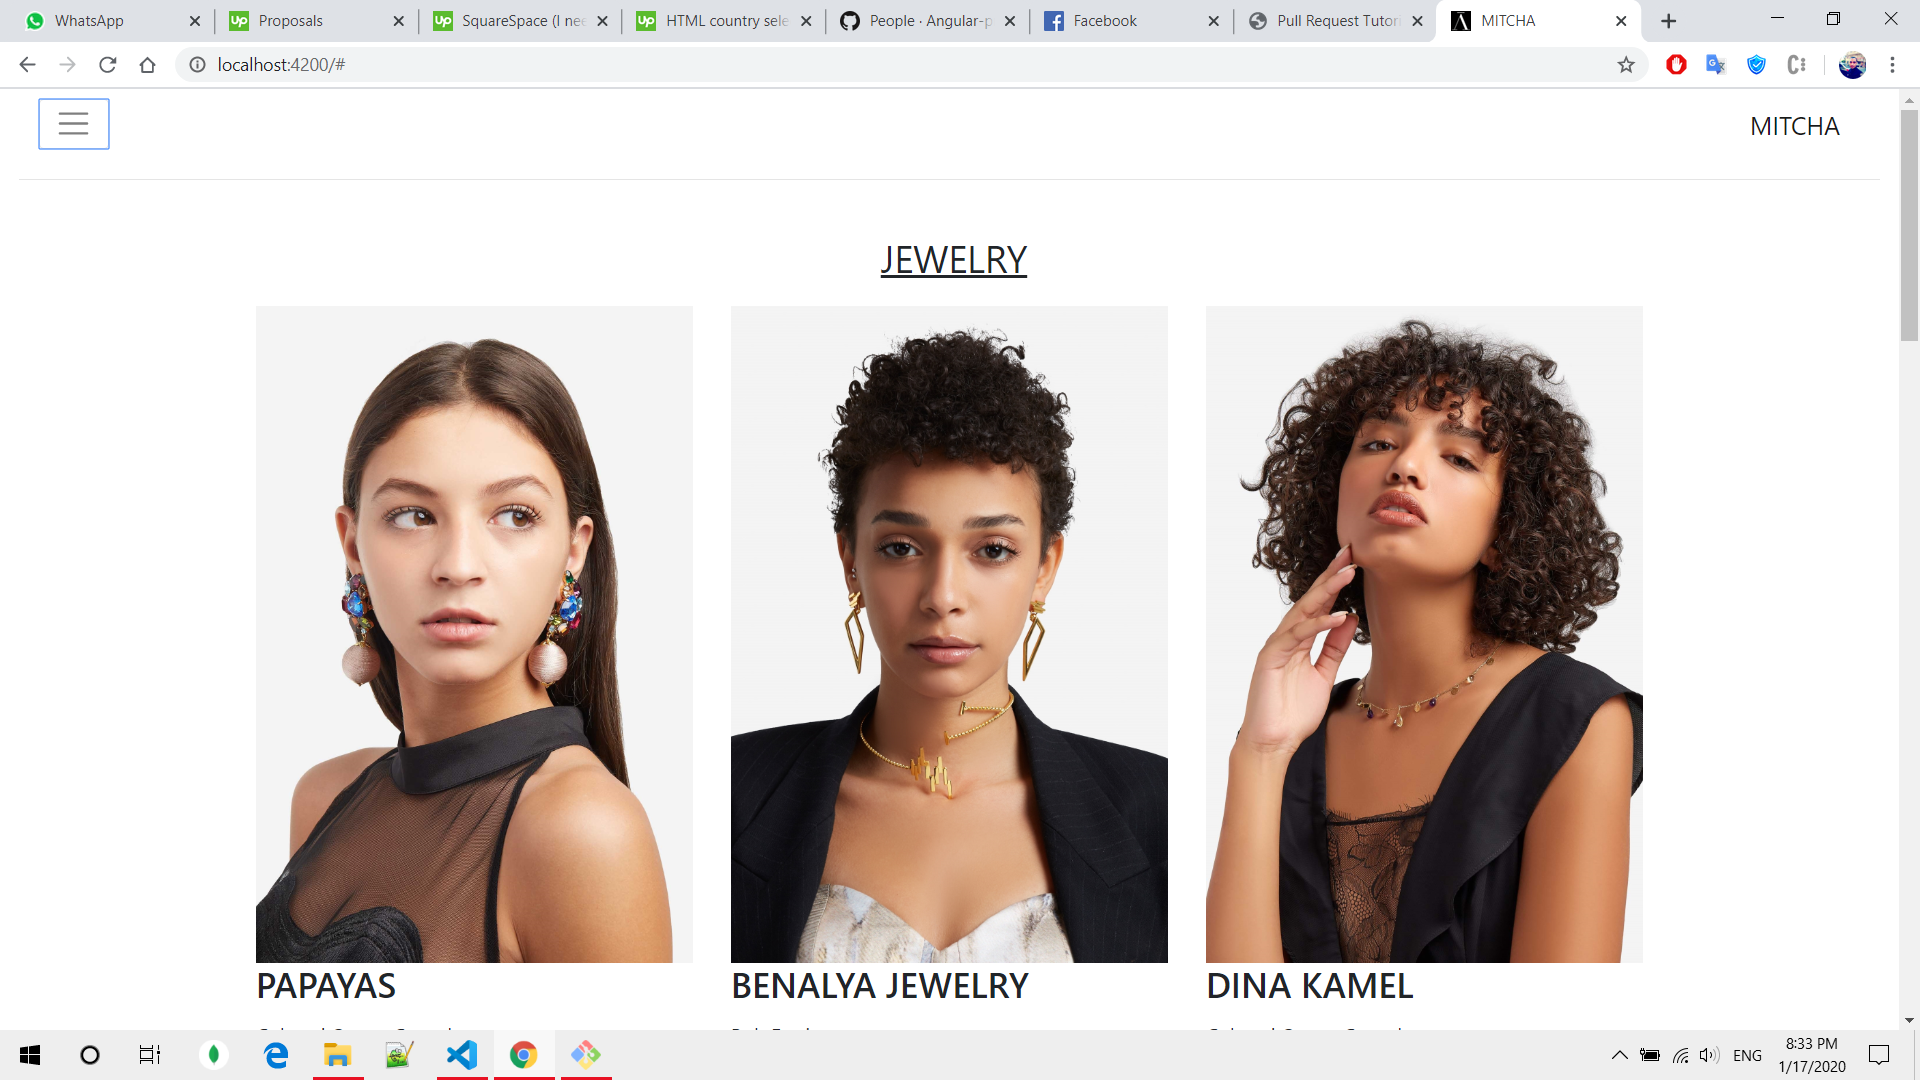 WhatsApp
Proposals
SquareSpace (I nee
HTML country sele
People · Angular-p
Facebook
Pull Request Tutor
MITCHA
localhost:4200/#
MITCHA
JEWELRY
PAPAYAS
BENALYA JEWELRY
DINA KAMEL
ENG
8:33 PM
1/17/2020